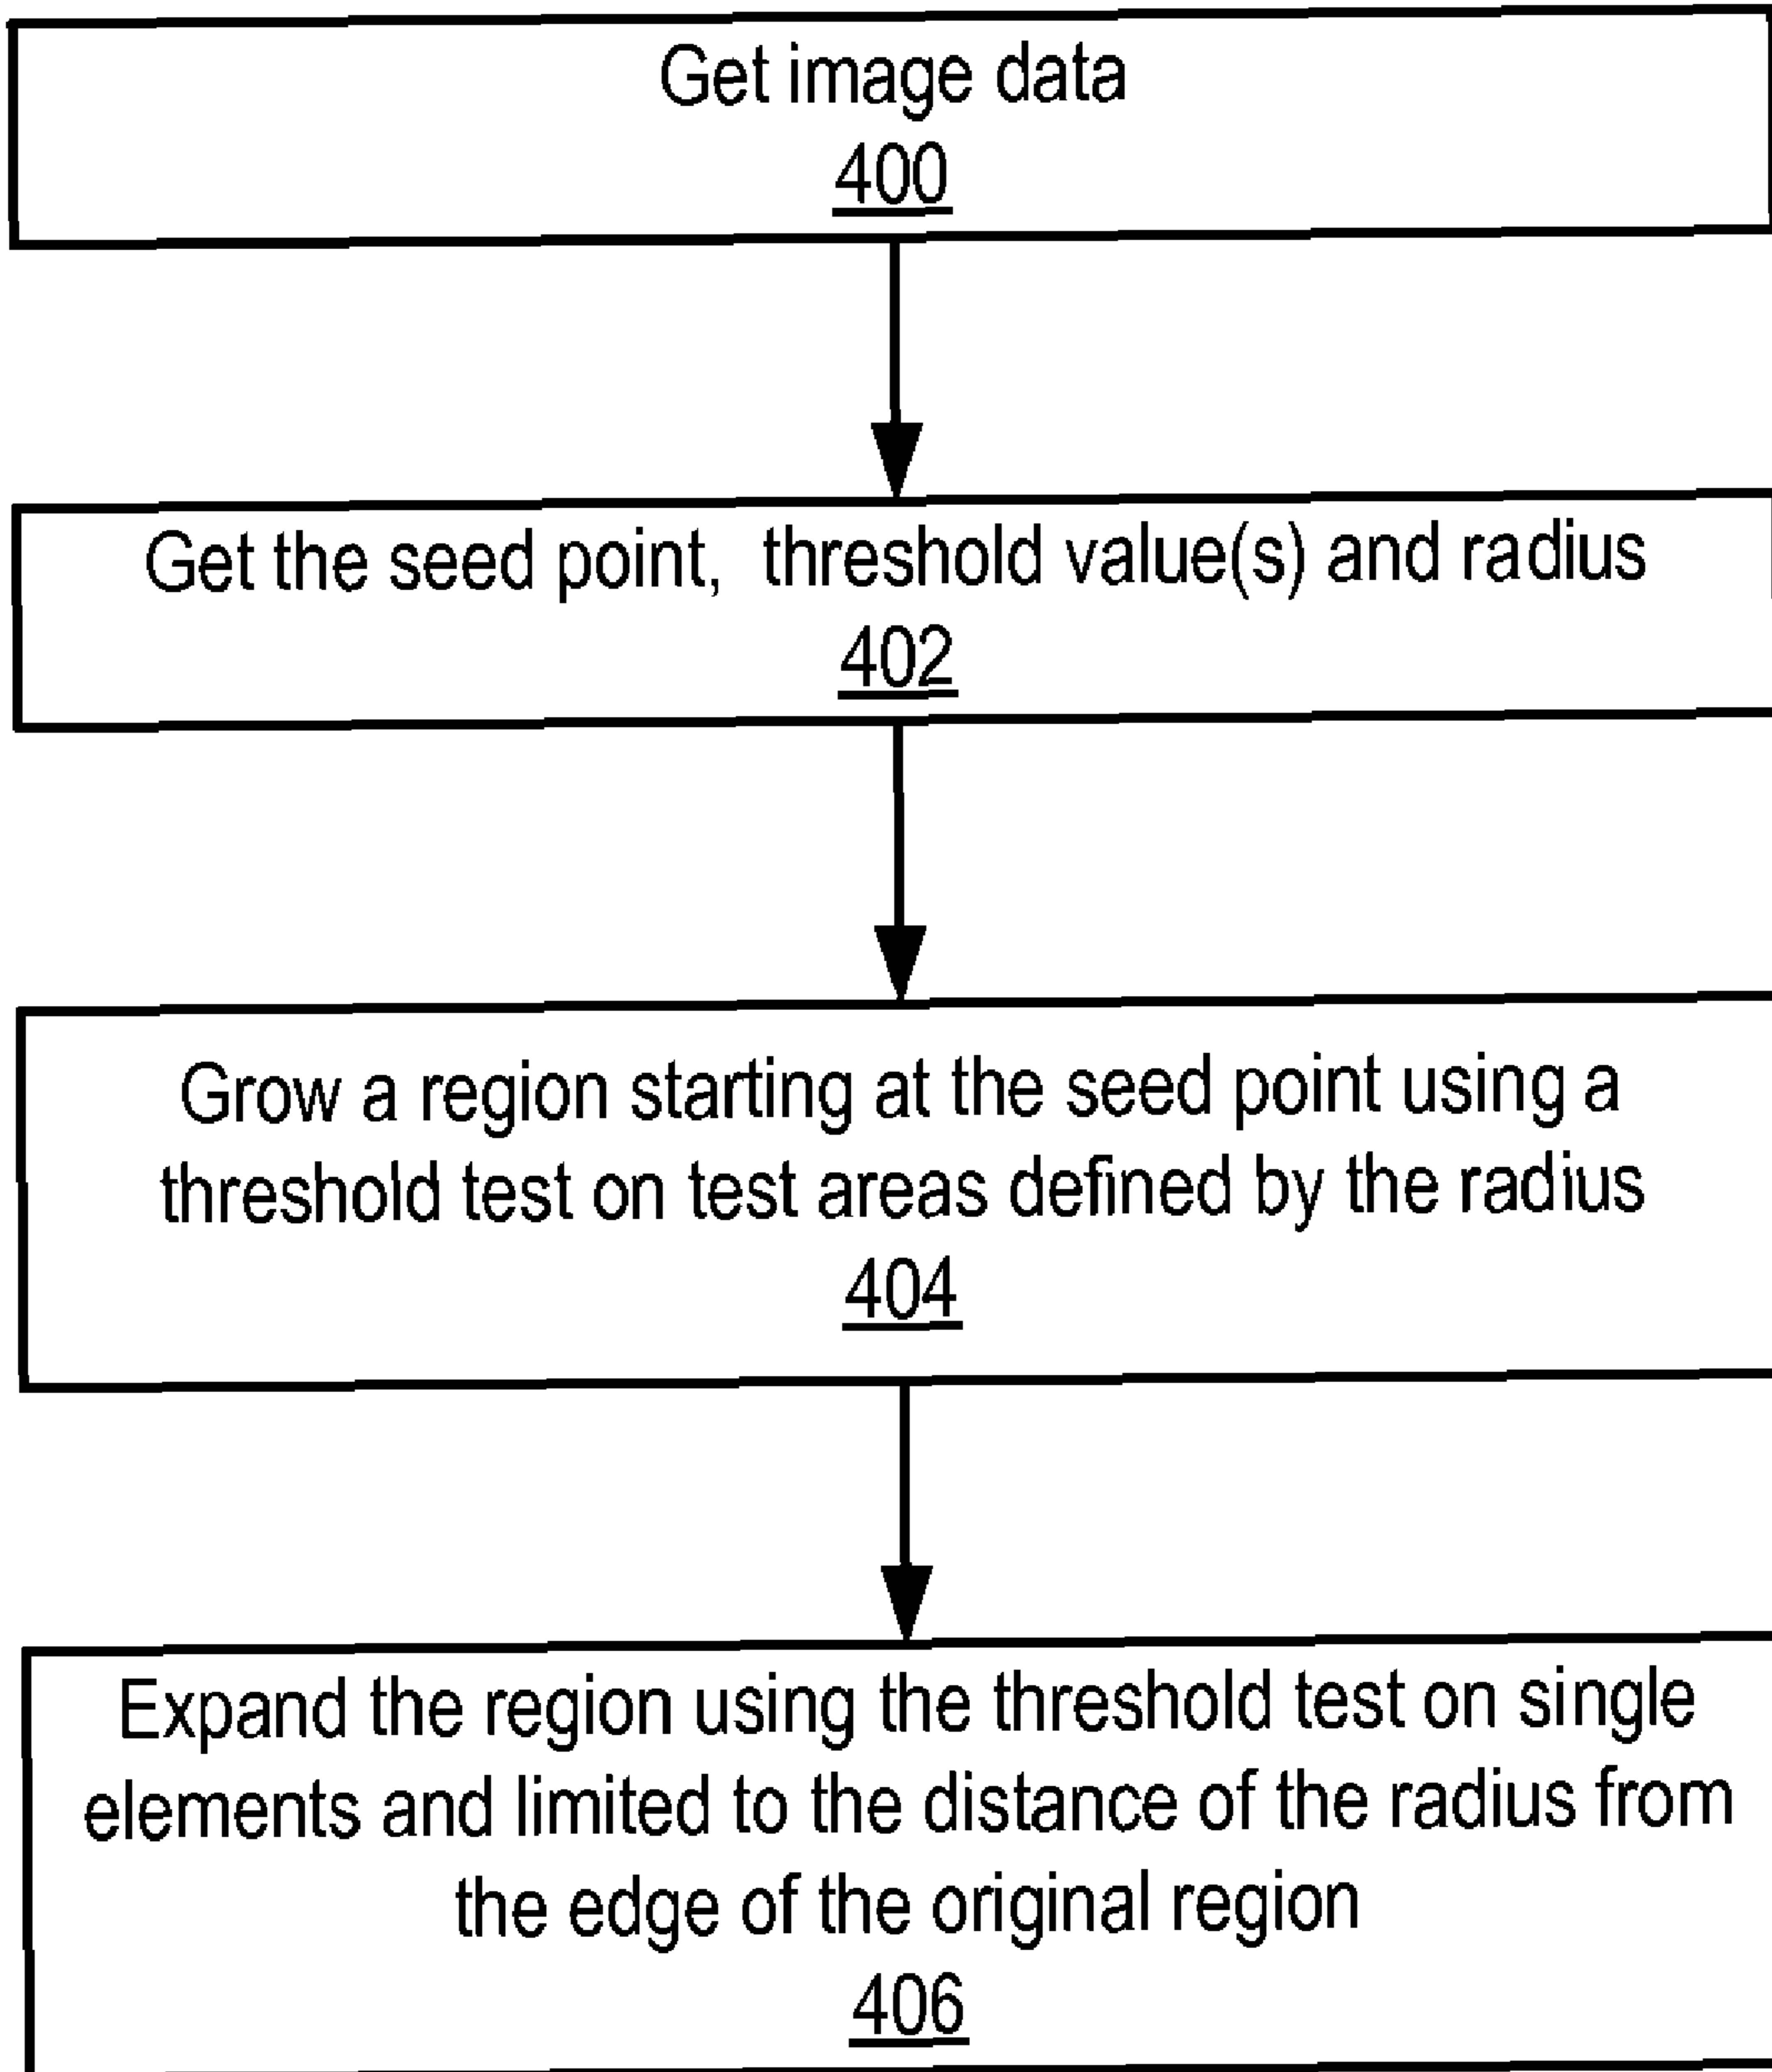 Get image data
400
Get the seed point, threshold value(s) and radius
402
Grow a region starting at the seed point using a
threshold test on test areas defined by the radius
404
Expand the region using the threshold test on single
elements and limited to the distance of the radius from
the edge of the original region
406